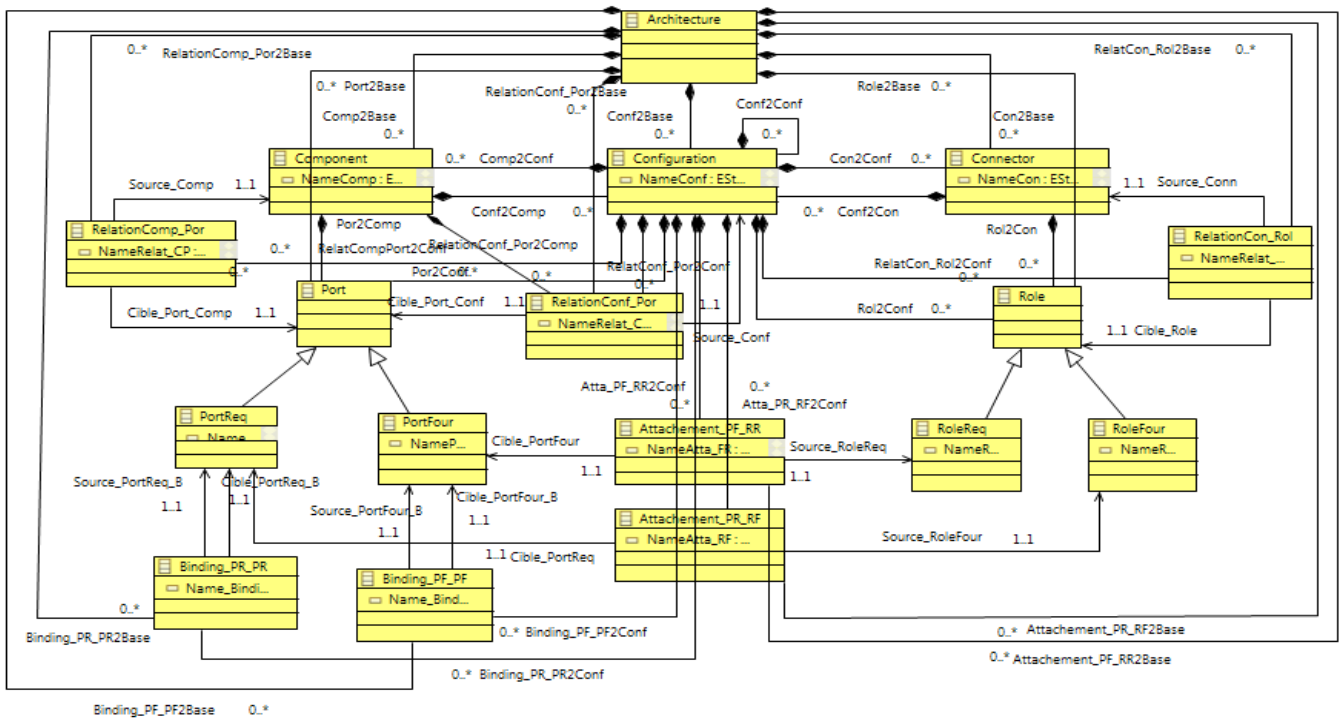 Architecture
0..* RelationComp_Por2Base
RelatCon_Rol2Base 0..*
0..* Port2Base
RelationConf_Por2Base
0..*
Role2Base 0..*
Comp2Base
0..*
Conf2Base
0..*
Conf2Conf
0..*
Con2Base
0..*
Component
NameComp : E...
0..* Comp2Conf
Configuration
NameConf : ESt...
Con2Conf 0..*
Connector
NameCon : ESt...
Source_Comp 1..1
1..1 Source_Conn
Conf2Comp 0..*
0..* Conf2Con
RelationComp_Por
NameRelat_CP :...
Por2Comp
0..*
RelatCompPort2Conf
RelationConf_Por2Comp
0..*
Rol2Con
0..*
RelationCon_Rol
NameRelat_...
0..*
Por2Conf 0..*
RelatConf_Por2Conf
0..*
RelatCon_Rol2Conf
0..*
Port
Cible_Port_Conf 1..1
RelationConf_Por
NameRelat_C...
1..1
Source_Conf
Role
Cible_Port_Comp 1..1
Rol2Conf 0..*
1..1 Cible_Role
Atta_PF_RR2Conf
0..*
0..*
Atta_PR_RF2Conf
PortReq
Name
PortFour
NameP...
Cible_PortFour
1..1
Attachement_PF_RR
NameAtta_FR : ...
Source_RoleReq
1..1
RoleReq
NameR...
RoleFour
NameR...
Source_PortReq_B
1..1
Cible_PortReq_B
1..1
Source_PortFour_B
1..1
Cible_PortFour_B
1..1
Attachement_PR_RF
NameAtta_RF : ...
Source_RoleFour 1..1
1..1 Cible_PortReq
Binding_PR_PR
Name_Bindi...
Binding_PF_PF
Name_Bind...
0..*
Binding_PR_PR2Base
0..* Binding_PF_PF2Conf
0..* Attachement_PR_RF2Base
0..* Attachement_PF_RR2Base
0..* Binding_PR_PR2Conf
Binding_PF_PF2Base 0..*